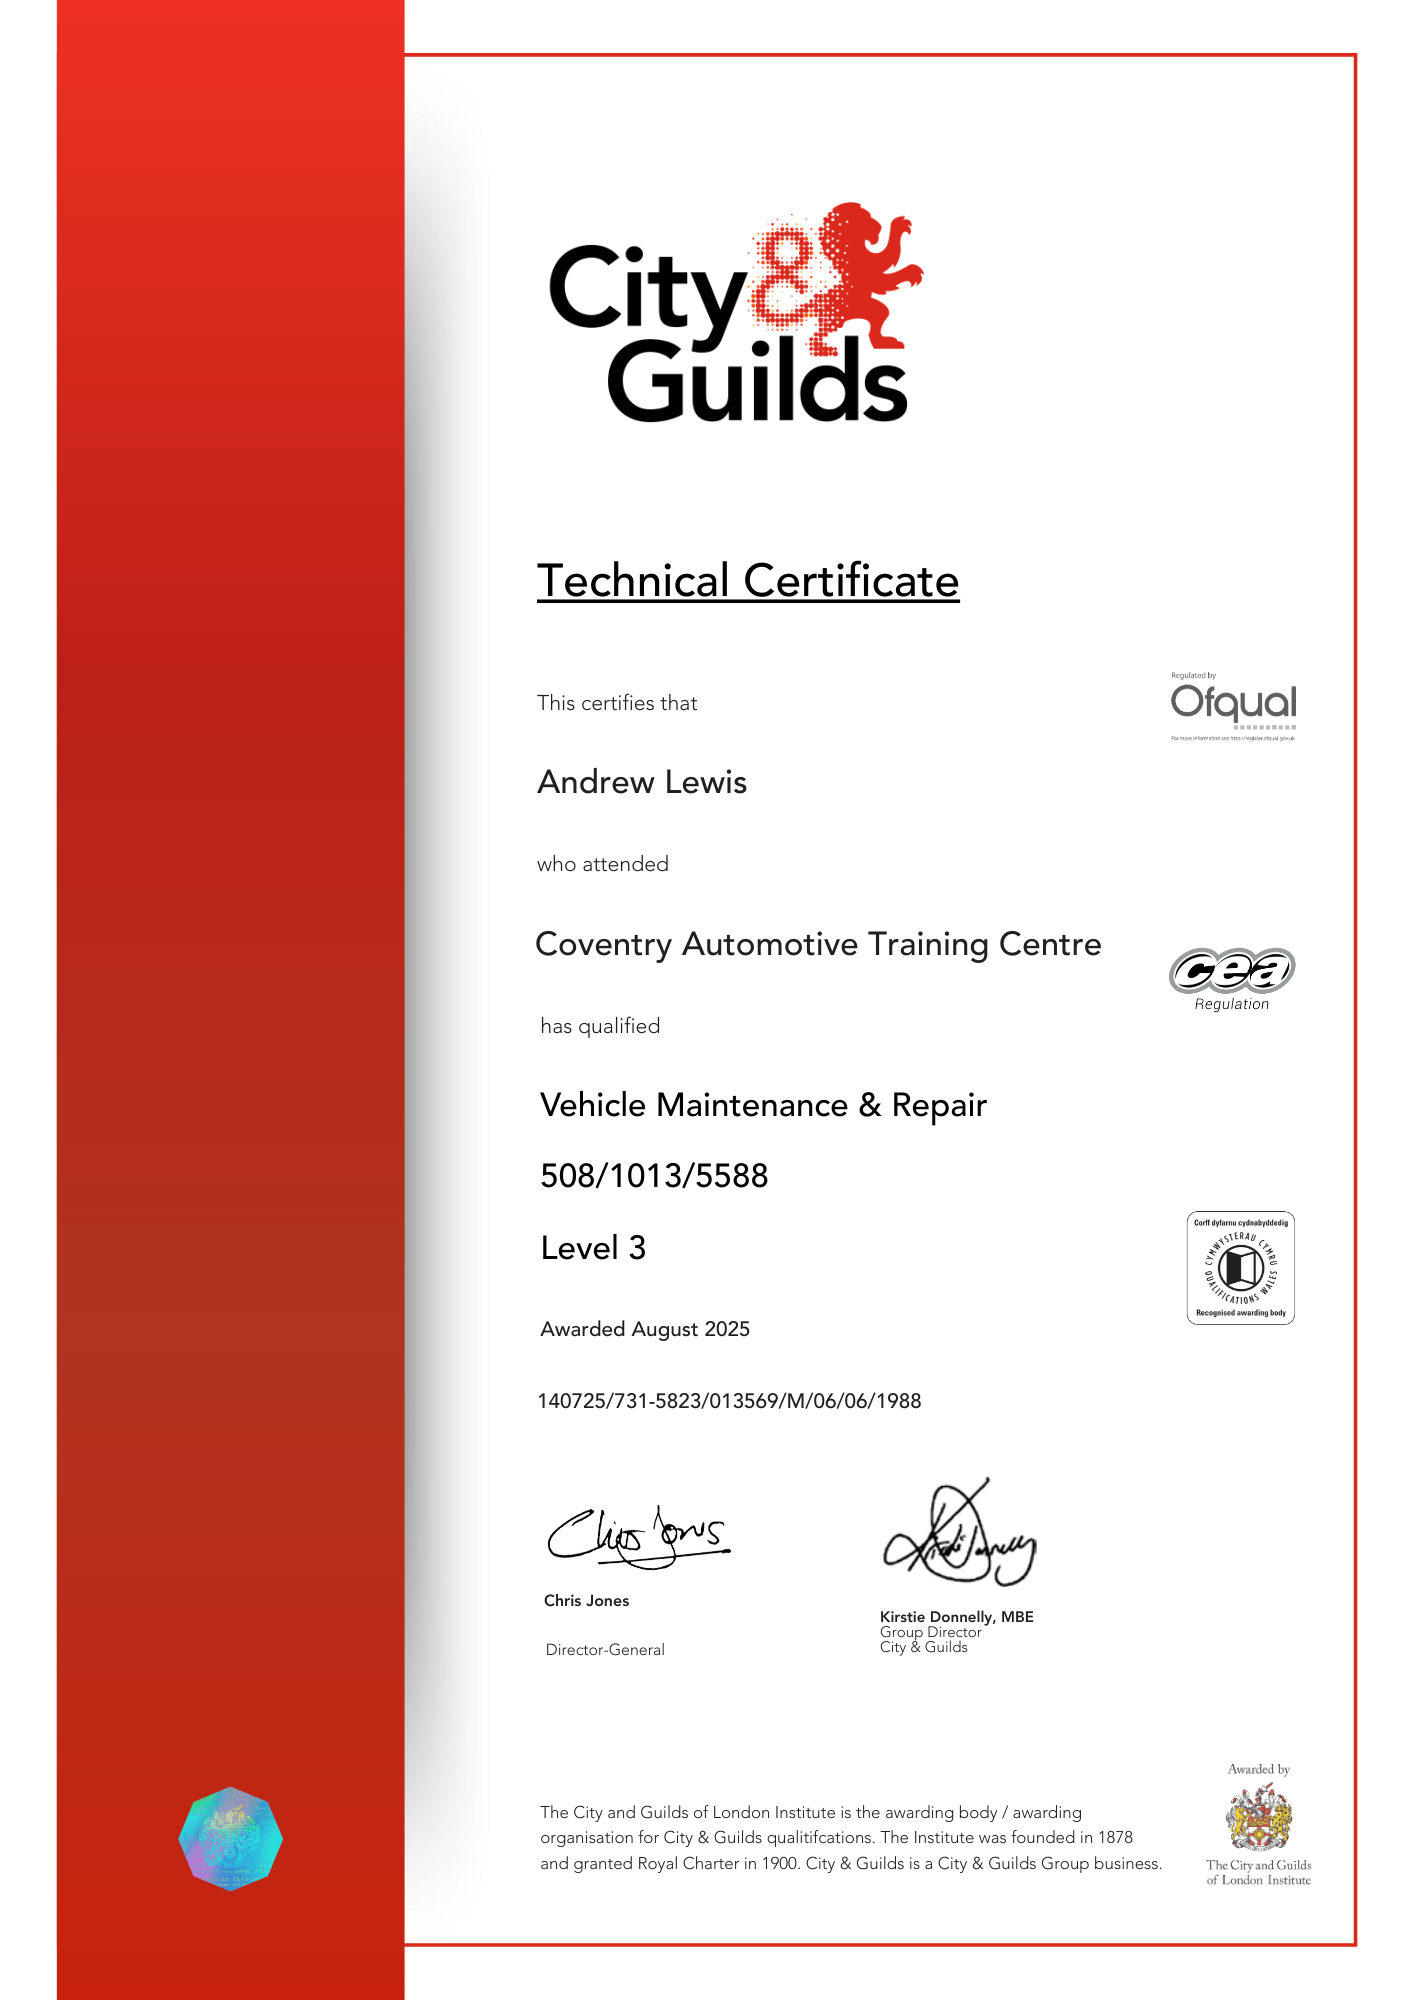 City &
Guilds
Technical Certificate
This certifies that
Regulated by
Ofqual
For more information see http://register.ofqual.gov.uk
Andrew Lewis
who attended
Coventry Automotive Training Centre
cea
Regulation
has qualified
Vehicle Maintenance & Repair
508/1013/5588
Level 3
Corff dyfarnu cydnabyddedig
CYMWYSTERAU CYMRU
QUALIFICATIONS WALES
Recognised awarding body
Awarded August 2025
140725/731-5823/013569/M/06/06/1988
Chris Jones
Chris Jones
Director-General
Kirstie Donnelly
Kirstie Donnelly, MBE
Group Director
City & Guilds
The City and Guilds of London Institute is the awarding body / awarding
organisation for City & Guilds qualitifcations. The Institute was founded in 1878
and granted Royal Charter in 1900. City & Guilds is a City & Guilds Group business.
Awarded by
The City and Guilds
of London Institute